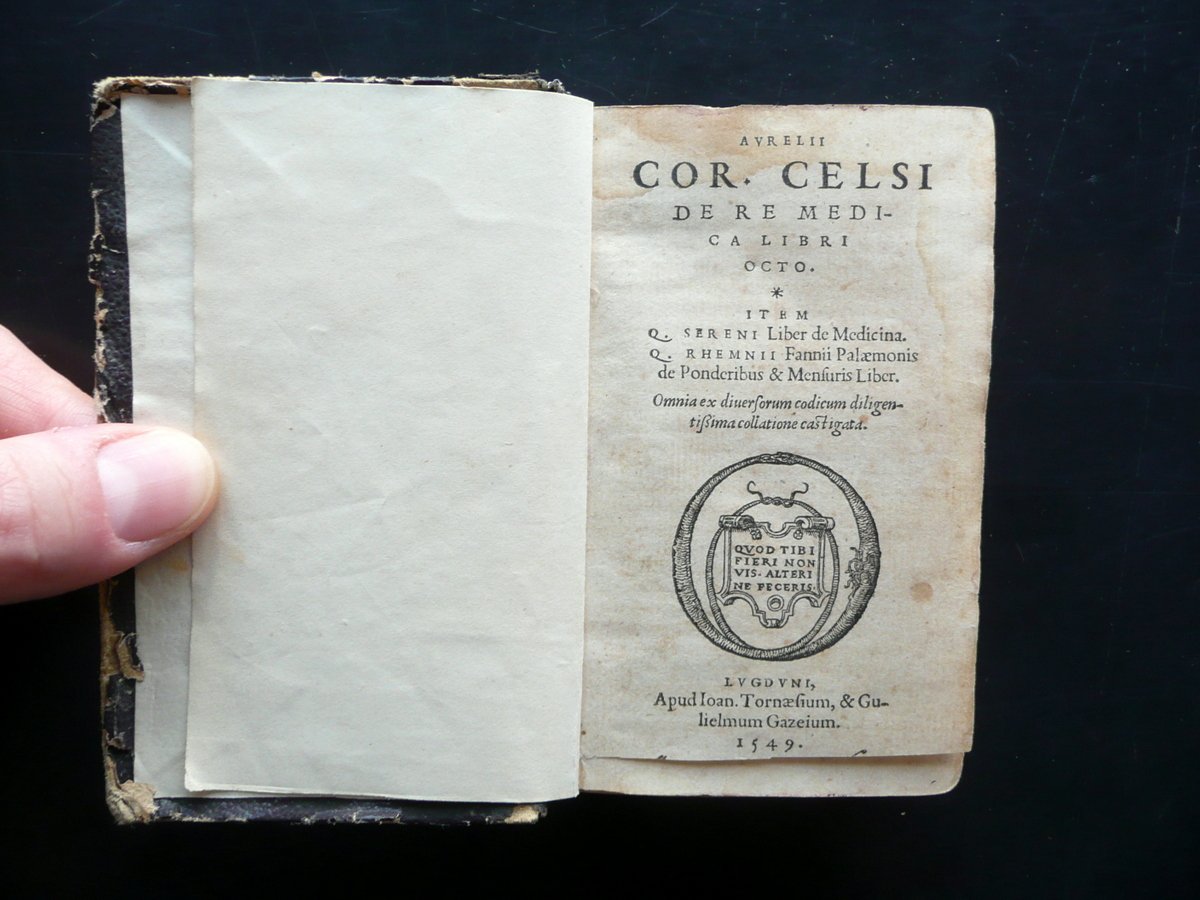 AVRELII
COR. CELSI
DE RE MEDI-
CA LIBRI
OCTO.
*
ITEM
Q. SERENI Liber de Medicina.
Q. RHEMNII Fannii Palæmonis
de Ponderibus & Menſuris Liber.
Omnia ex diuerſorum codicum diligen-
tiſsima collatione castigata.
QVOD TIBI
FIERI NON
VIS. ALTERI
NE FECERIS.
LVGDVNI,
Apud Ioan. Tornæſium, & Gu-
lielmum Gazeium.
1549.